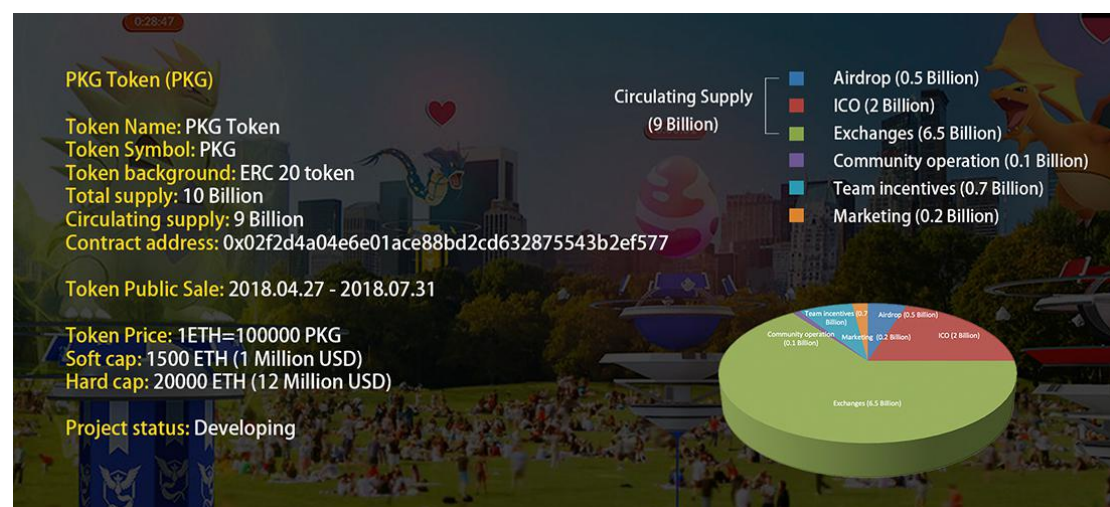 0:28:47
PKG Token (PKG)
Token Name: PKG Token
Token Symbol: PKG
Token background: ERC 20 token
Total supply: 10 Billion
Circulating supply: 9 Billion
Contract address: 0x02f2d4a04e6e01ace88bd2cd632875543b2ef577
Token Public Sale: 2018.04.27 - 2018.07.31
Token Price: 1ETH=100000 PKG
Soft cap: 1500 ETH (1 Million USD)
Hard cap: 20000 ETH (12 Million USD)
Project status: Developing
Circulating Supply
(9 Billion)
Airdrop (0.5 Billion)
ICO (2 Billion)
Exchanges (6.5 Billion)
Community operation (0.1 Billion)
Team incentives (0.7 Billion)
Marketing (0.2 Billion)
Team incentives (0.7
Billion)
Airdrop (0.5 Billion)
Community operation
(0.1 Billion)
Marketing (0.2 Billion)
ICO (2 Billion)
Exchanges (6.5 Billion)